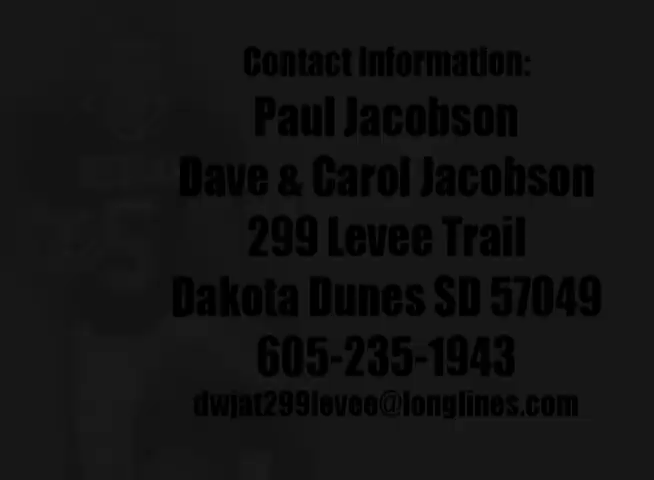 Contact Information:
Paul Jacobson
Dave & Carol Jacobson
299 Levee Trail
Dakota Dunes SD 57049
605-235-1943
dwjat299levee@longlines.com